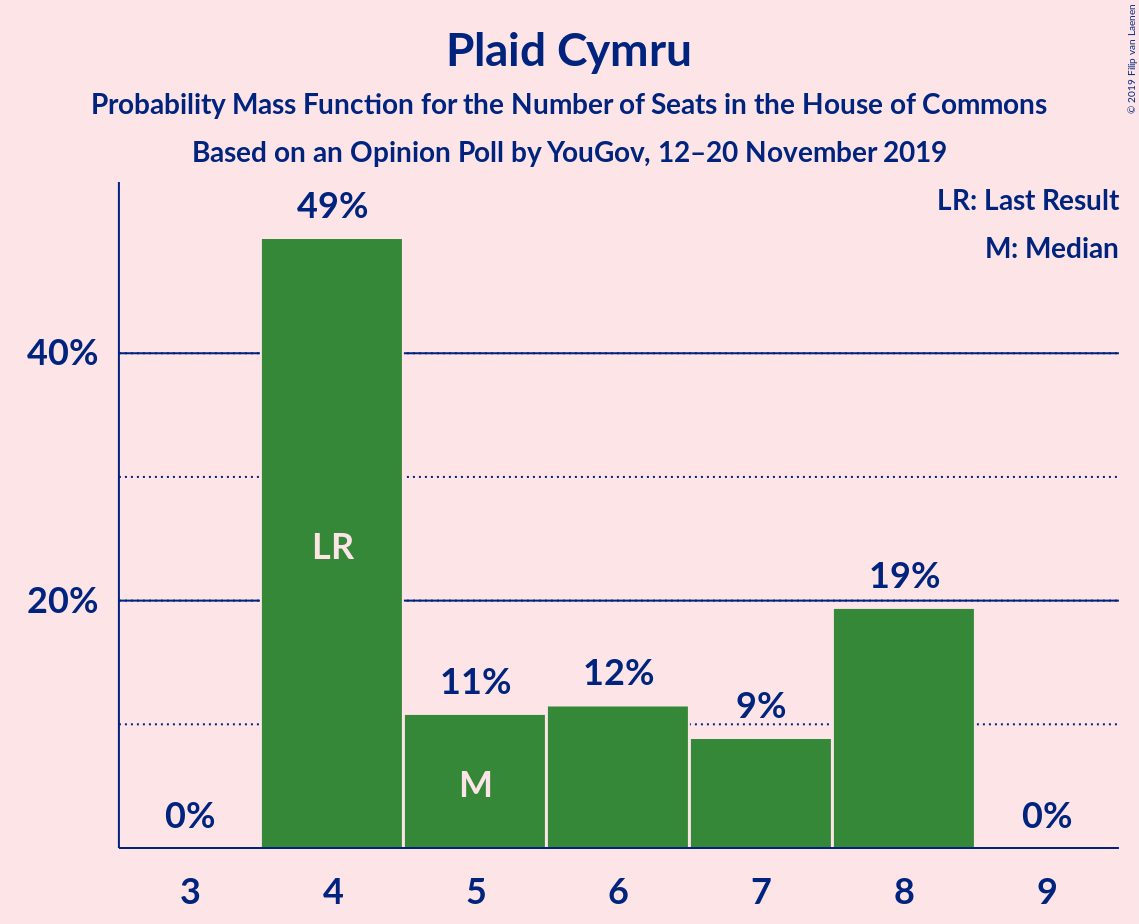 Plaid Cymru
Probability Mass Function for the Number of Seats in the House of Commons
Based on an Opinion Poll by YouGov, 12–20 November 2019
© 2019 Filip van Laenen
LR: Last Result
M: Median
40%
20%
0%
49%
11%
12%
9%
19%
0%
LR
M
3 4 5 6 7 8 9